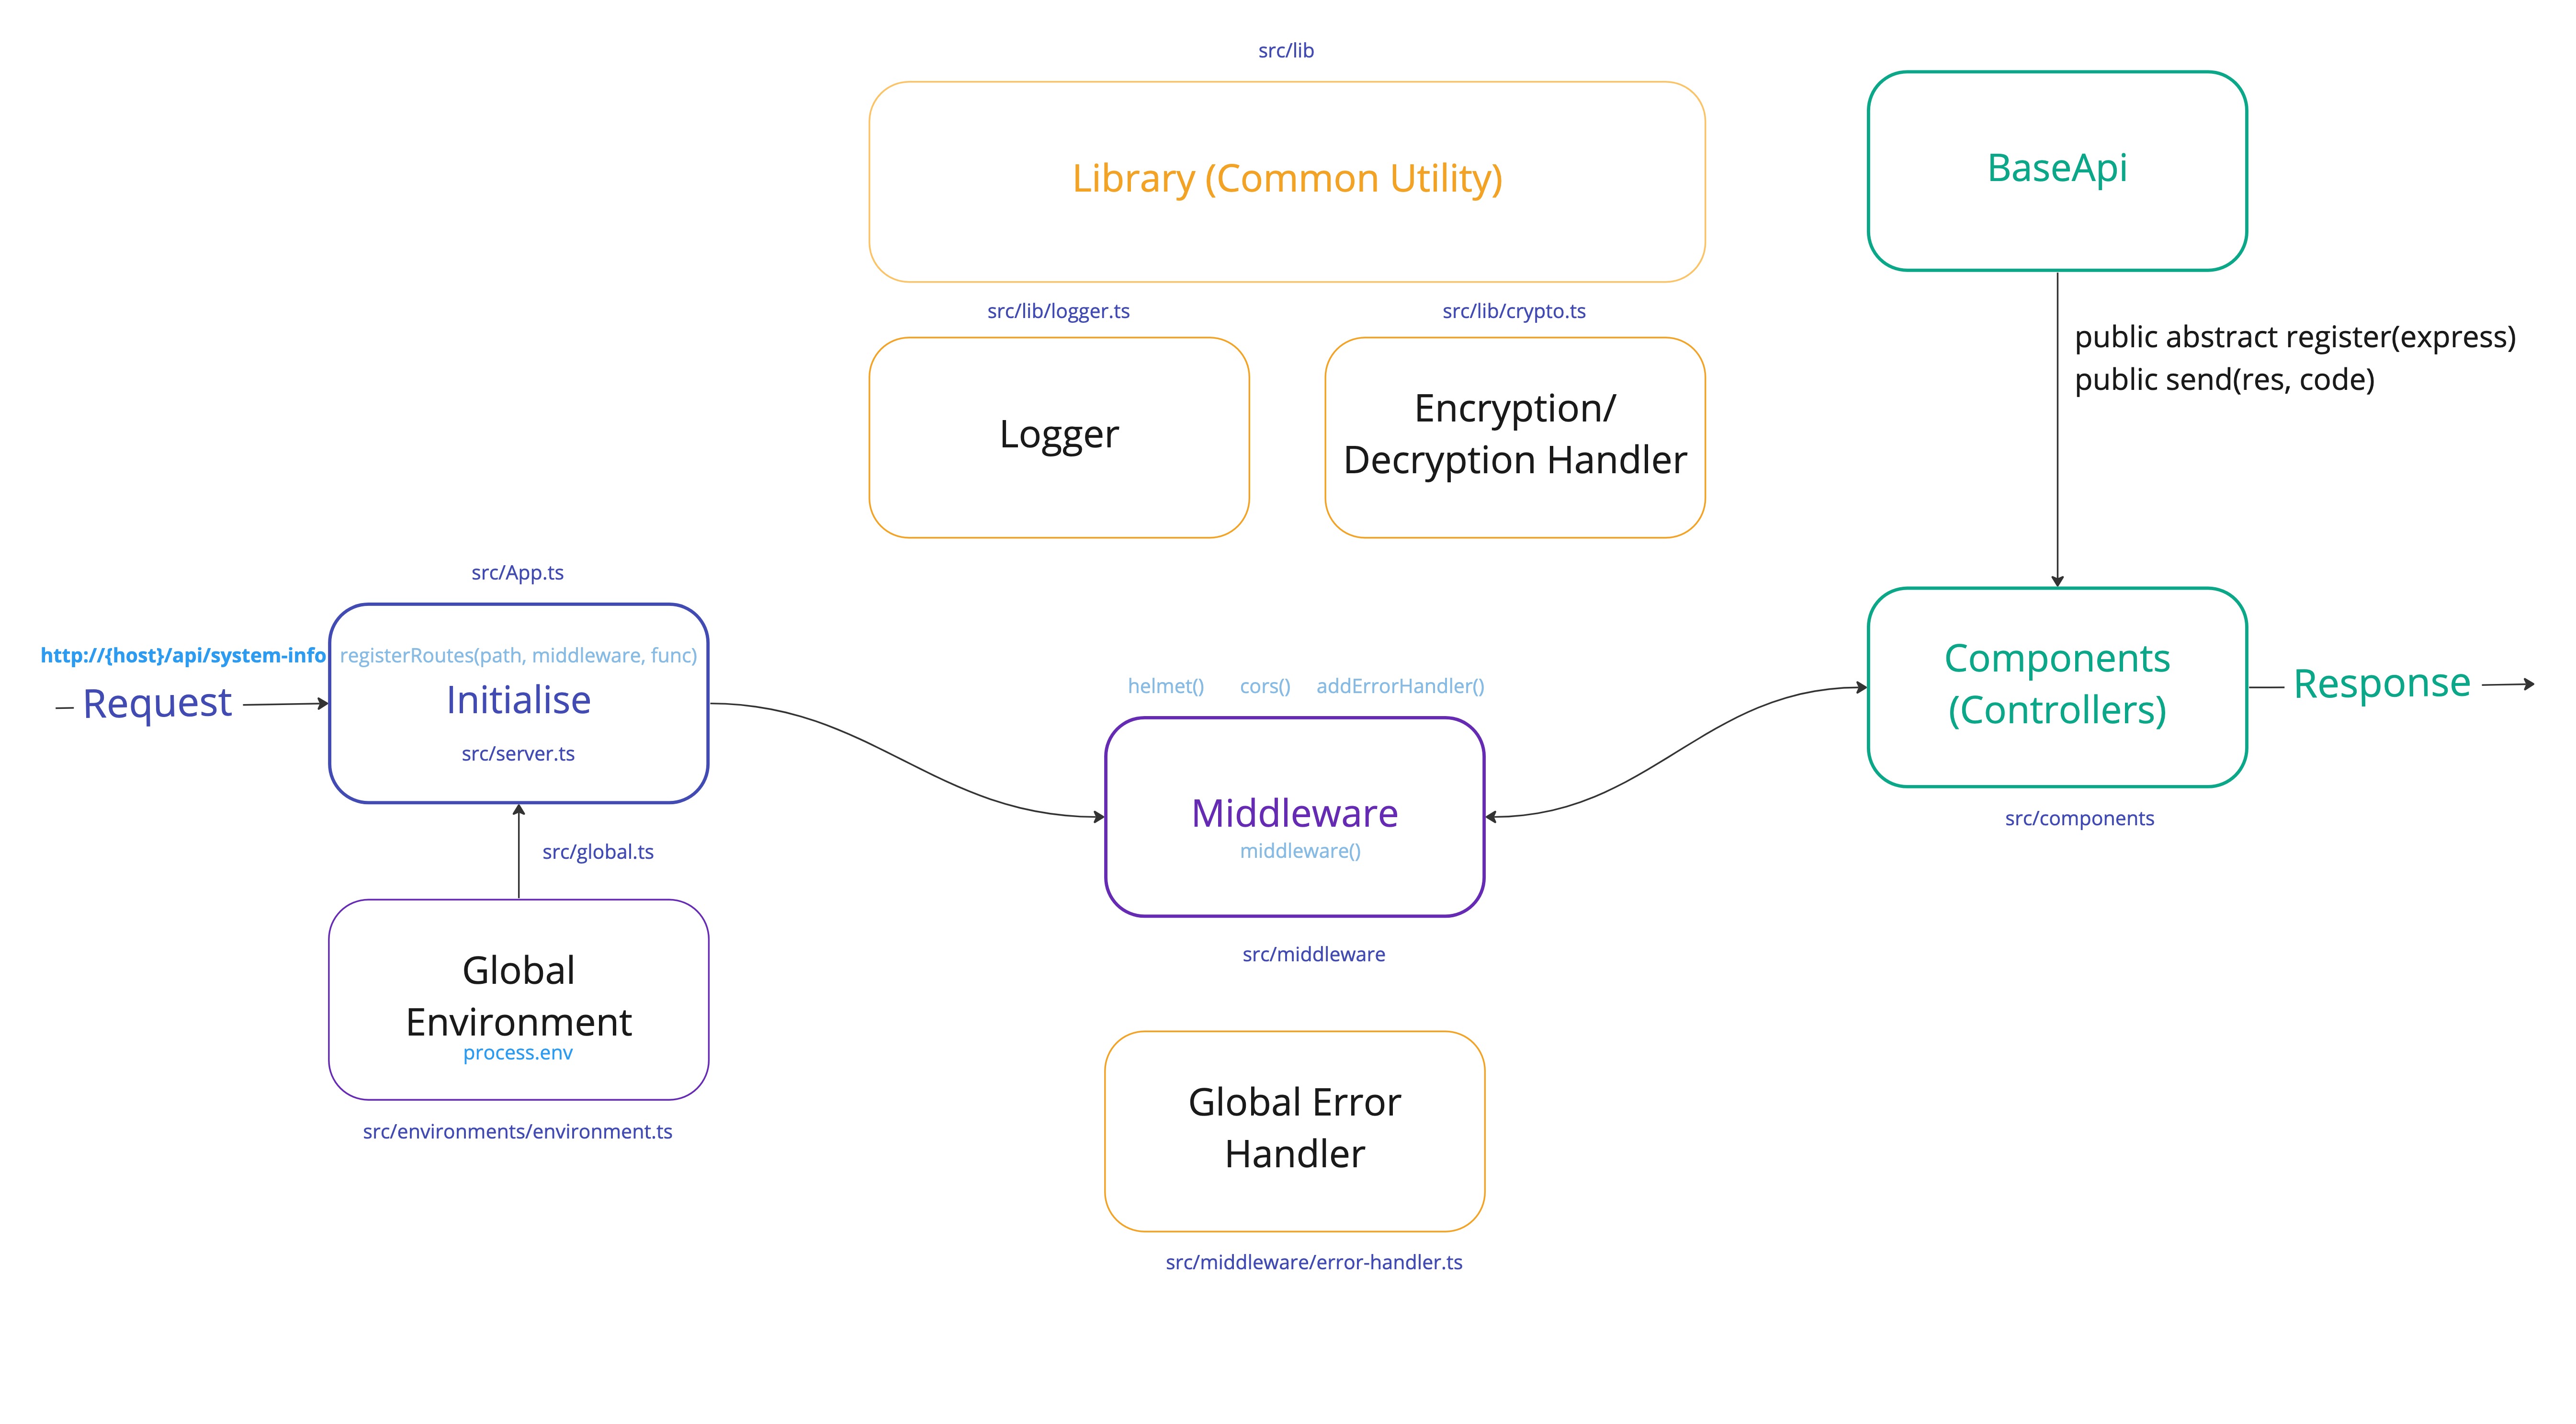 src/lib
Library (Common Utility)
BaseApi
src/lib/logger.ts
src/lib/crypto.ts
Logger
Encryption/
Decryption Handler
public abstract register(express)
public send(res, code)
src/App.ts
http://{host}/api/system-info
Request
registerRoutes(path, middleware, func)
Initialise
src/server.ts
src/global.ts
Global
Environment
process.env
src/environments/environment.ts
helmet()
cors()
addErrorHandler()
Middleware
middleware()
src/middleware
Global Error
Handler
src/middleware/error-handler.ts
Components
(Controllers)
src/components
Response